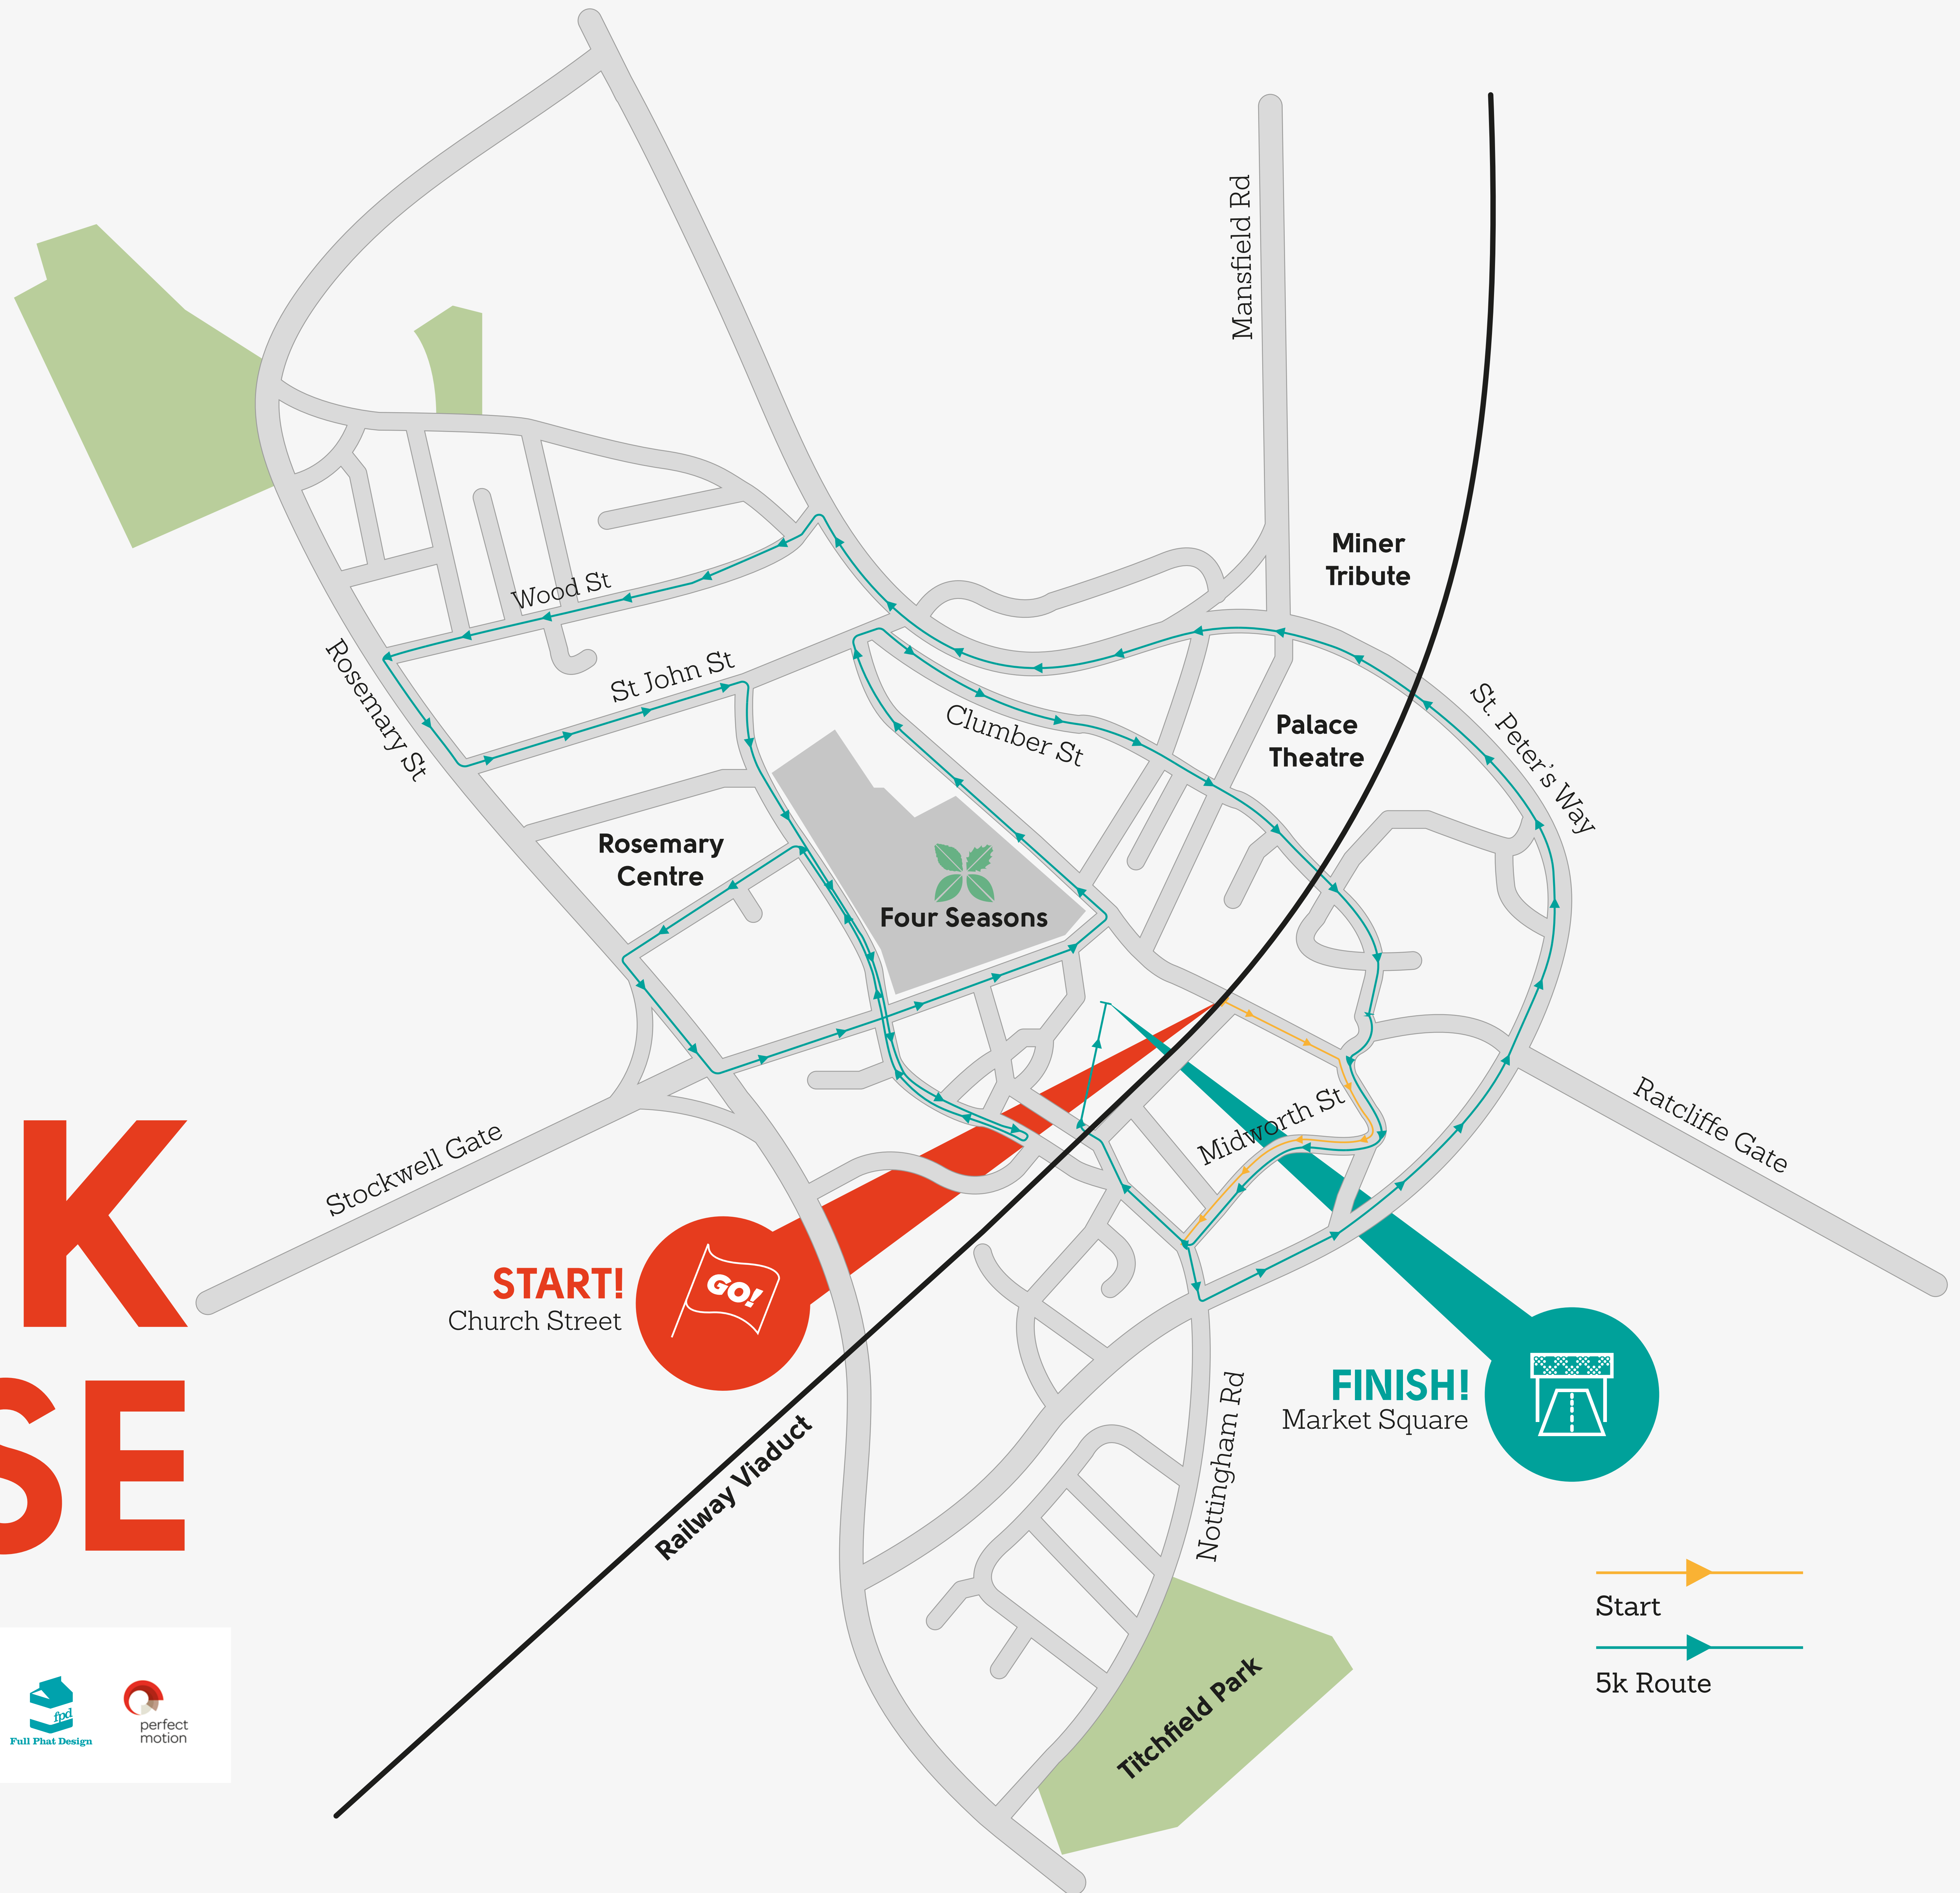 Mansfield Rd
Miner
Tribute
Wood St
Rosemary St
St John St
Clumber St
Palace
Theatre
St. Peter's Way
Rosemary
Centre
Four Seasons
Stockwell Gate
Midworth St
Ratcliffe Gate
K
SE
START!
Church Street
GO!
FINISH!
Market Square
Railway Viaduct
Nottingham Rd
Start
5k Route
Titchfield Park
fpd
Full Phat Design
perfect
motion